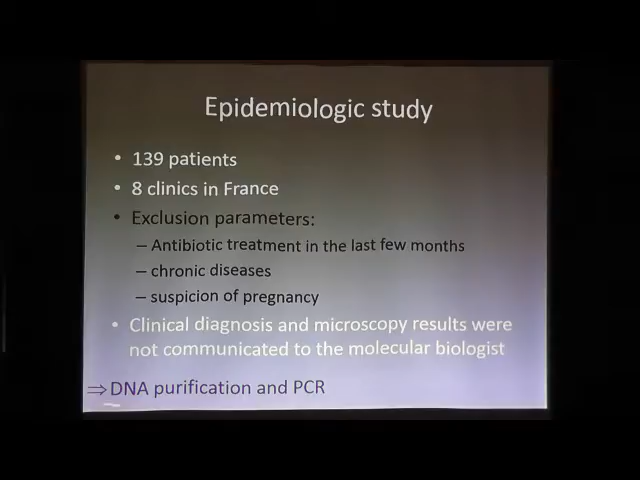 Epidemiologic study
• 139 patients
• 8 clinics in France
• Exclusion parameters:
– Antibiotic treatment in the last few months
– chronic diseases
– suspicion of pregnancy
• Clinical diagnosis and microscopy results were
not communicated to the molecular biologist
⇒ DNA purification and PCR